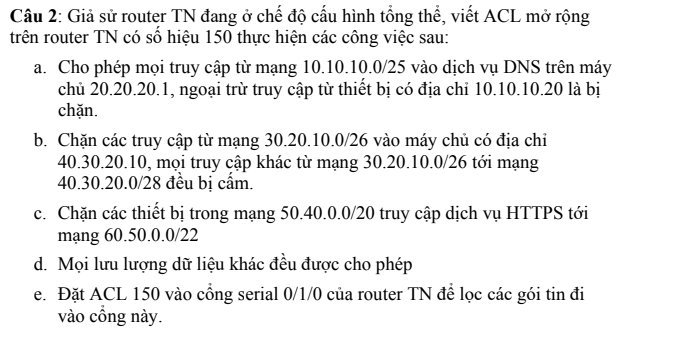 Câu 2: Giả sử router TN đang ở chế độ cấu hình tổng thể, viết ACL mở rộng
trên router TN có số hiệu 150 thực hiện các công việc sau:
a. Cho phép mọi truy cập từ mạng 10.10.10.0/25 vào dịch vụ DNS trên máy
chủ 20.20.20.1, ngoại trừ truy cập từ thiết bị có địa chỉ 10.10.10.20 là bị
chặn.
b. Chặn các truy cập từ mạng 30.20.10.0/26 vào máy chủ có địa chỉ
40.30.20.10, mọi truy cập khác từ mạng 30.20.10.0/26 tới mạng
40.30.20.0/28 đều bị cấm.
c. Chặn các thiết bị trong mạng 50.40.0.0/20 truy cập dịch vụ HTTPS tới
mạng 60.50.0.0/22
d. Mọi lưu lượng dữ liệu khác đều được cho phép
e. Đặt ACL 150 vào cổng serial 0/1/0 của router TN để lọc các gói tin đi
vào cổng này.